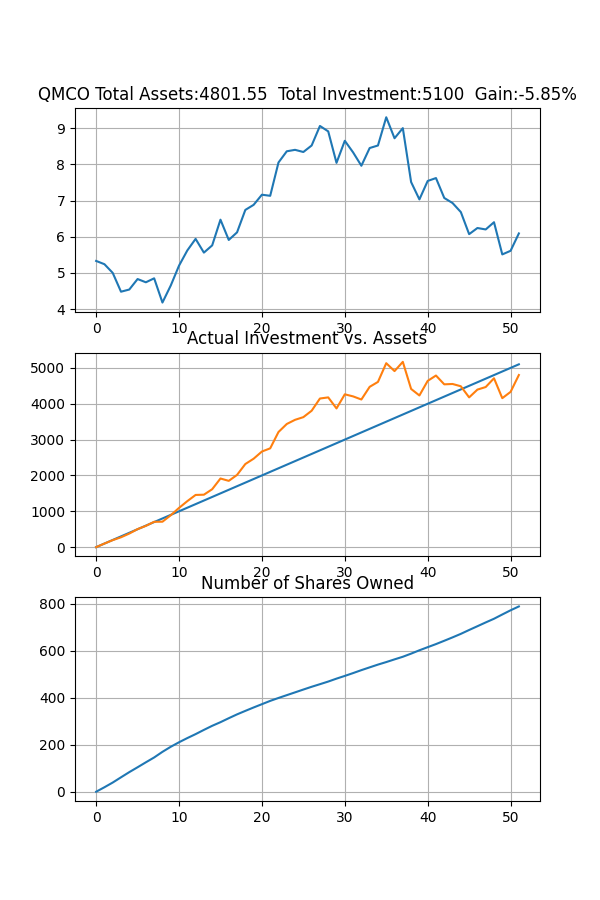 QMCO Total Assets:4801.55  Total Investment:5100  Gain:-5.85%
9
8
7
6
5
4
0 10 20 30 40 50
Actual Investment vs. Assets
5000
4000
3000
2000
1000
0
0 10 20 30 40 50
Number of Shares Owned
800
600
400
200
0
0 10 20 30 40 50